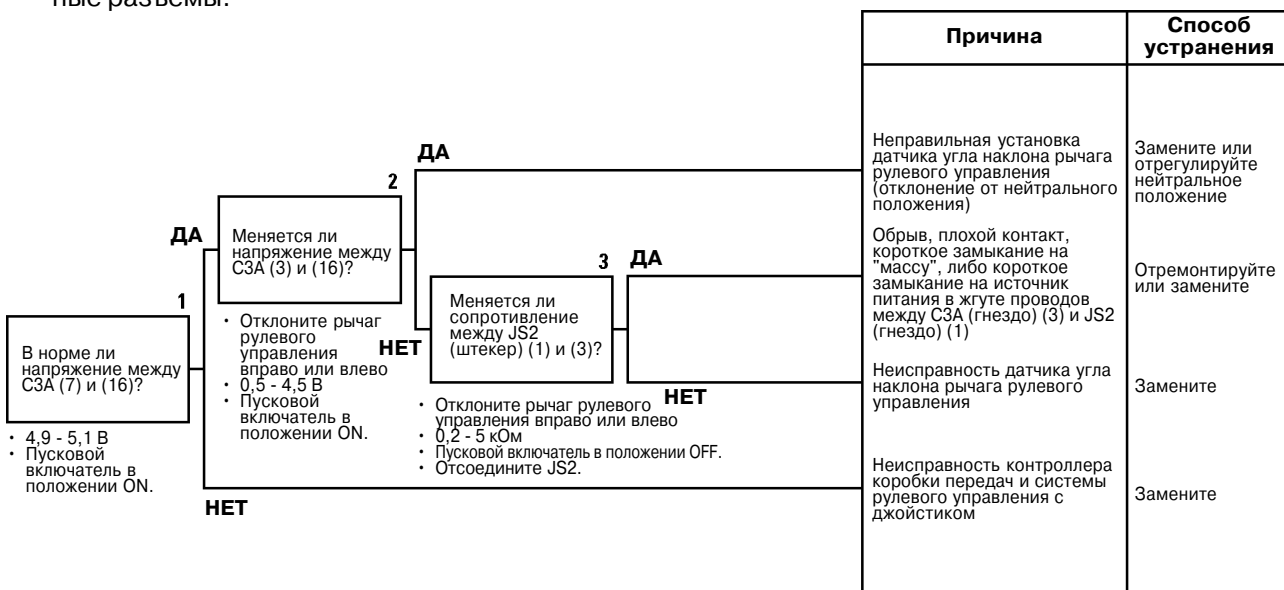 ные разъемы.
Причина
Способ
устранения
ДА
2
ДА
Меняется ли
напряжение между
С3А (3) и (16)?
1
В норме ли
напряжение между
С3А (7) и (16)?
• 4,9 - 5,1 В
• Пусковой
включатель в
положении ON.
• Отклоните рычаг
рулевого
управления
вправо или влево
• 0,5 - 4,5 В
• Пусковой
включатель в
положении ON.
НЕТ
3
ДА
Меняется ли
сопротивление
между JS2
(штекер) (1) и (3)?
НЕТ
• Отклоните рычаг рулевого
управления вправо или влево
• 0,2 - 5 кОм
• Пусковой включатель в положении OFF.
• Отсоедините JS2.
НЕТ
Неправильная установка
датчика угла наклона рычага
рулевого управления
(отклонение от нейтрального
положения)
Замените или
отрегулируйте
нейтральное
положение
Обрыв, плохой контакт,
короткое замыкание на
"массу", либо короткое
замыкание на источник
питания в жгуте проводов
между С3А (гнездо) (3) и JS2
(гнездо) (1)
Отремонтируйте
или замените
Неисправность датчика угла
наклона рычага рулевого
управления
Замените
Неисправность контроллера
коробки передач и системы
рулевого управления с
джойстиком
Замените